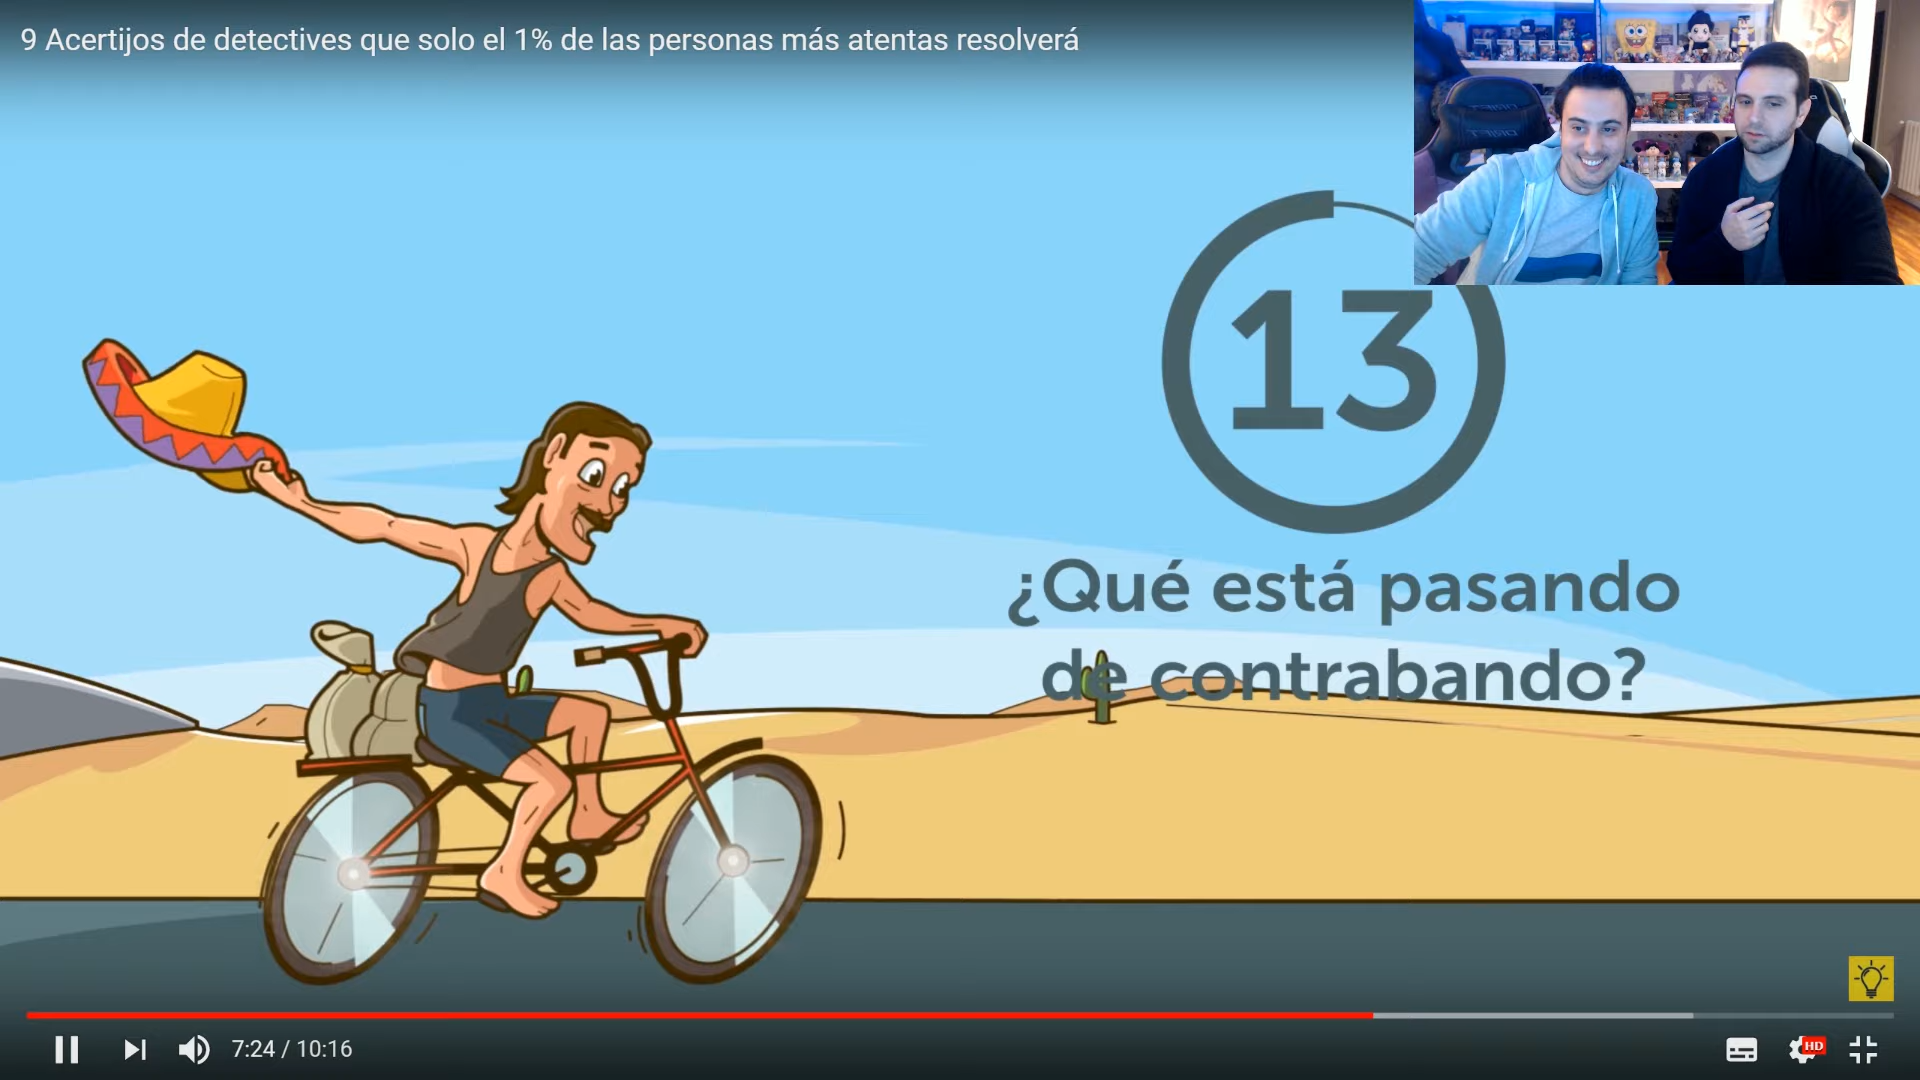 9 Acertijos de detectives que solo el 1% de las personas más atentas resolverá
13
¿Qué está pasando
de contrabando?
7:24 / 10:16
HD